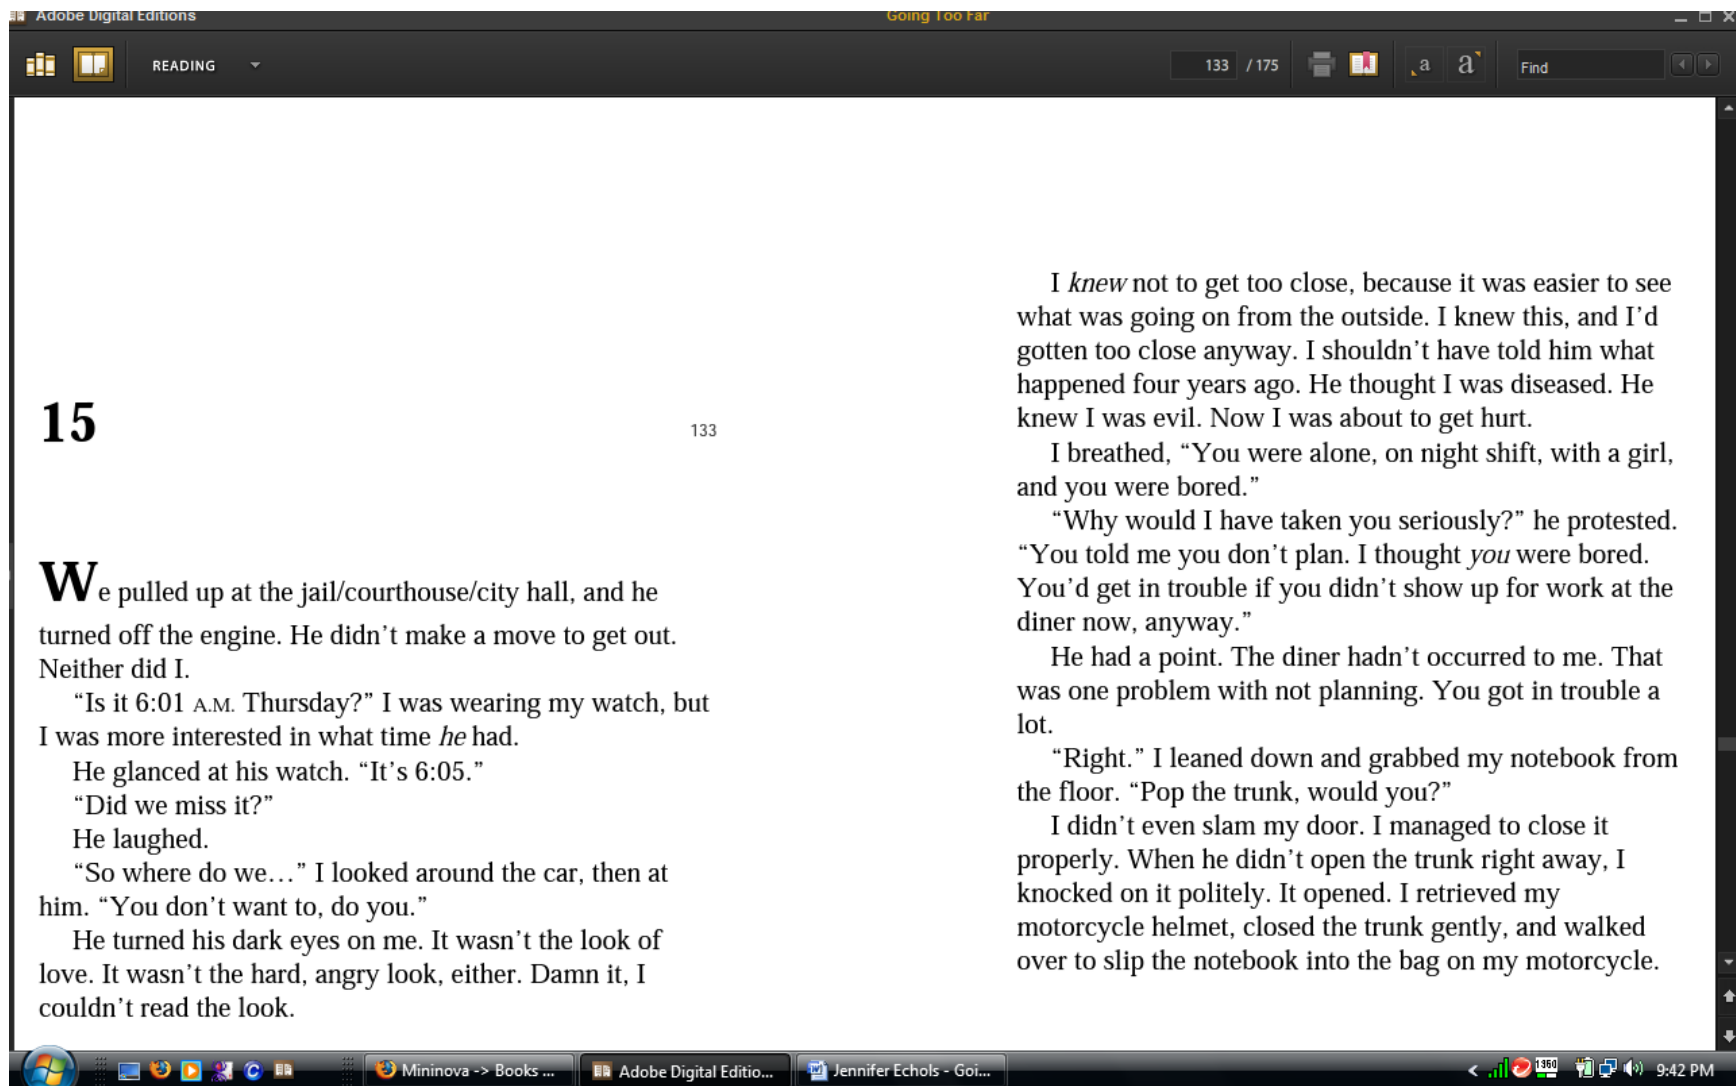 Adobe Digital Editions
Going Too Far
READING
133 / 175
a
a
Find
15
133
We pulled up at the jail/courthouse/city hall, and he
turned off the engine. He didn’t make a move to get out.
Neither did I.
“Is it 6:01 A.M. Thursday?” I was wearing my watch, but
I was more interested in what time he had.
He glanced at his watch. “It’s 6:05.”
“Did we miss it?”
He laughed.
“So where do we…” I looked around the car, then at
him. “You don’t want to, do you.”
He turned his dark eyes on me. It wasn’t the look of
love. It wasn’t the hard, angry look, either. Damn it, I
couldn’t read the look.
I knew not to get too close, because it was easier to see
what was going on from the outside. I knew this, and I’d
gotten too close anyway. I shouldn’t have told him what
happened four years ago. He thought I was diseased. He
knew I was evil. Now I was about to get hurt.
I breathed, “You were alone, on night shift, with a girl,
and you were bored.”
“Why would I have taken you seriously?” he protested.
“You told me you don’t plan. I thought you were bored.
You’d get in trouble if you didn’t show up for work at the
diner now, anyway.”
He had a point. The diner hadn’t occurred to me. That
was one problem with not planning. You got in trouble a
lot.
“Right.” I leaned down and grabbed my notebook from
the floor. “Pop the trunk, would you?”
I didn’t even slam my door. I managed to close it
properly. When he didn’t open the trunk right away, I
knocked on it politely. It opened. I retrieved my
motorcycle helmet, closed the trunk gently, and walked
over to slip the notebook into the bag on my motorcycle.
Mininova -> Books ...
Adobe Digital Editio...
Jennifer Echols - Goi...
1360
9:42 PM